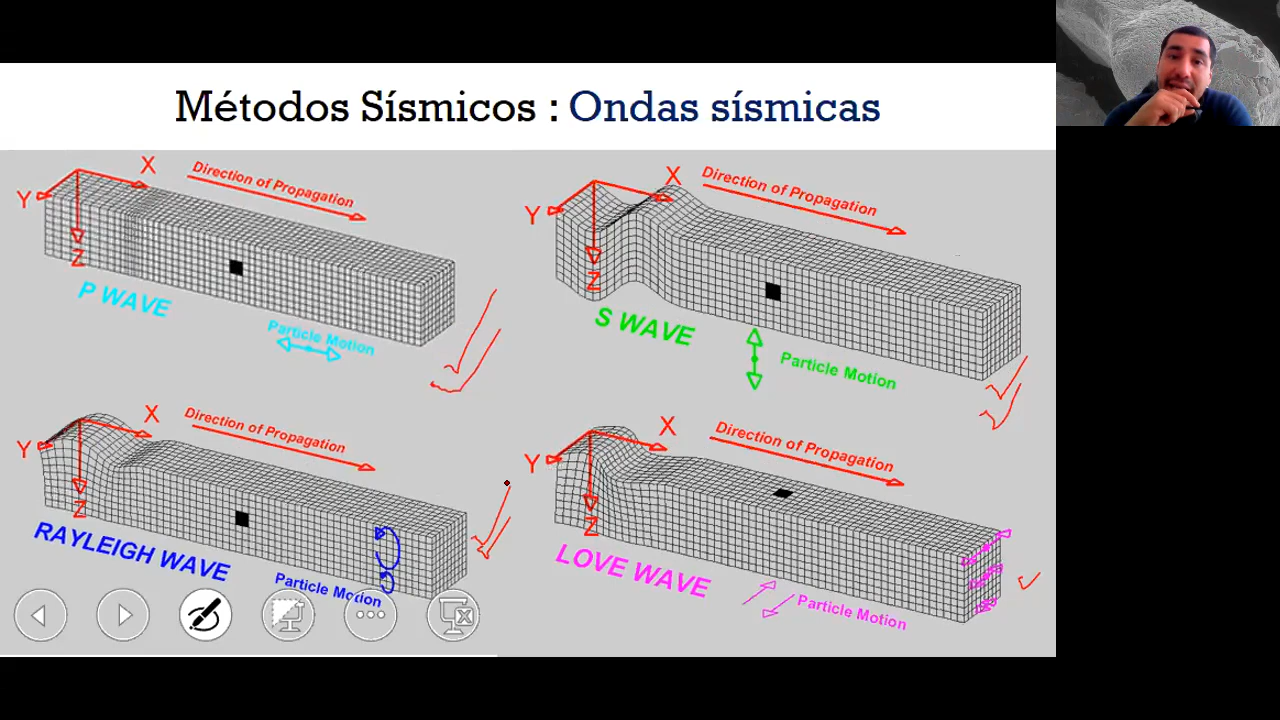 Métodos Sísmicos : Ondas sísmicas
X
Direction of Propagation
Y
Z
P WAVE
Particle Motion
X
Direction of Propagation
Y
Z
S WAVE
Particle Motion
X
Direction of Propagation
Y
Z
RAYLEIGH WAVE
Particle Motion
X
Direction of Propagation
Y
Z
LOVE WAVE
Particle Motion